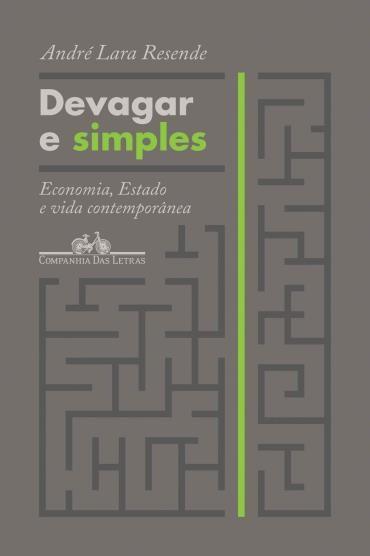 André Lara Resende
Devagar
e simples
Economia, Estado
e vida contemporânea
COMPANHIA DAS LETRAS